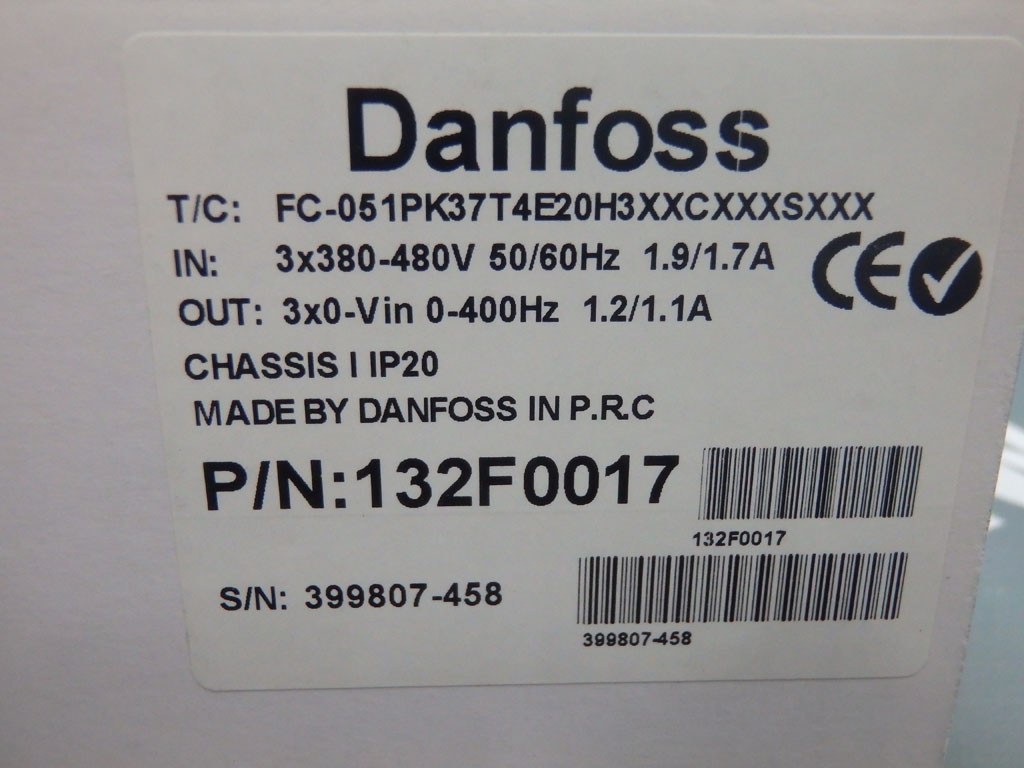 Danfoss
T/C: FC-051PK37T4E20H3XXCXXXSXXX
IN: 3x380-480V 50/60Hz 1.9/1.7A
CE
OUT: 3x0-Vin 0-400Hz 1.2/1.1A
CHASSIS I IP20
MADE BY DANFOSS IN P.R.C
P/N:132F0017
132F0017
S/N: 399807-458
399807-458